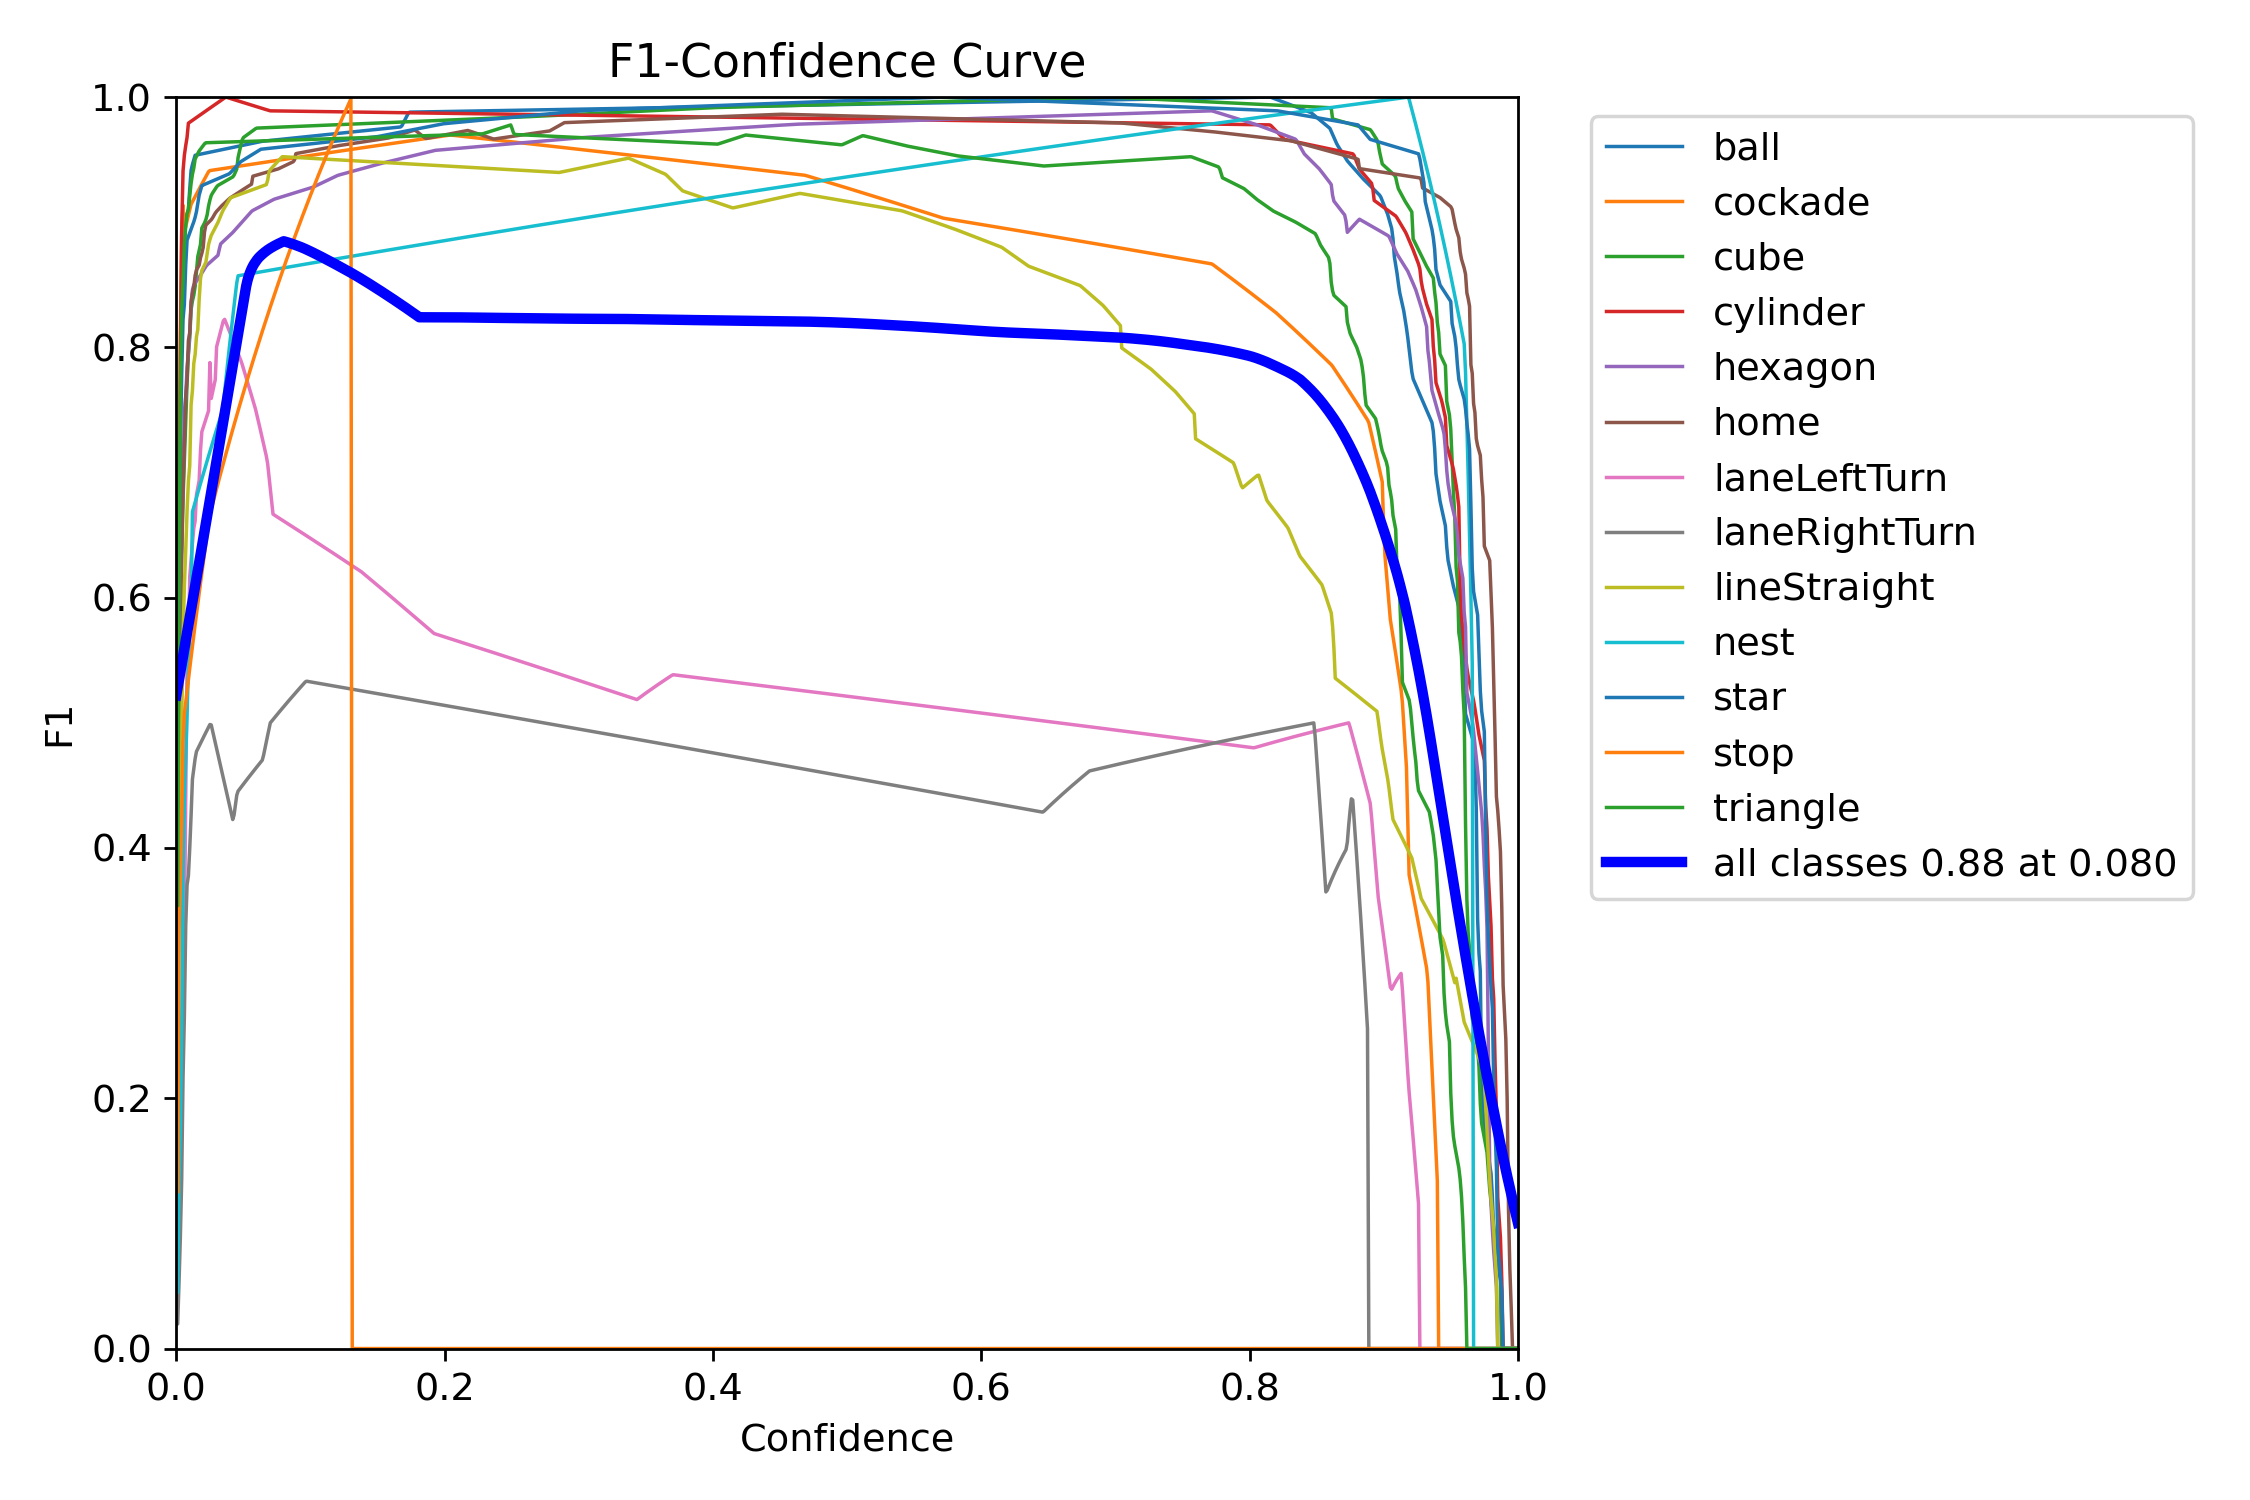 F1-Confidence Curve
1.0
0.8
0.6
0.4
0.2
0.0
F1
0.0 0.2 0.4 0.6 0.8 1.0
Confidence
ball
cockade
cube
cylinder
hexagon
home
laneLeftTurn
laneRightTurn
lineStraight
nest
star
stop
triangle
all classes 0.88 at 0.080